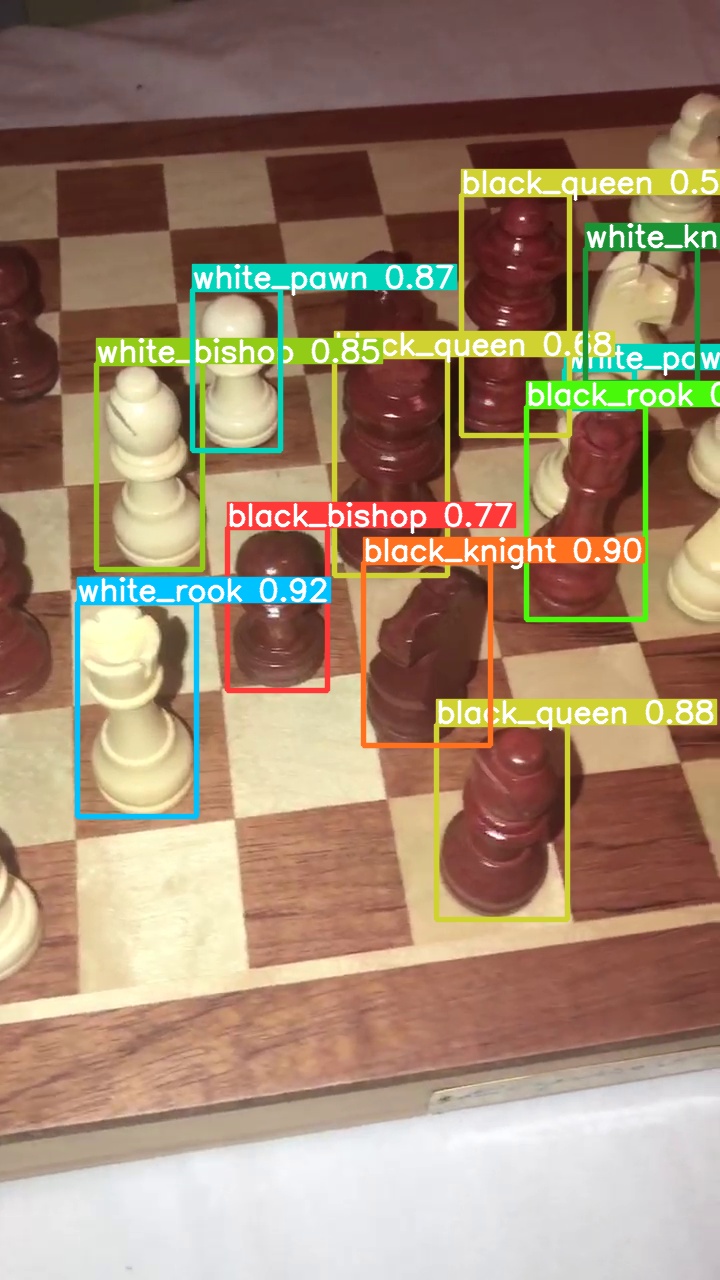 black_queen 0.5
white_kn
white_pawn 0.87
white_bishop 0.85
ck_queen 0.68
white_paw
black_rook 0
black_bishop 0.77
black_knight 0.90
white_rook 0.92
black_queen 0.88